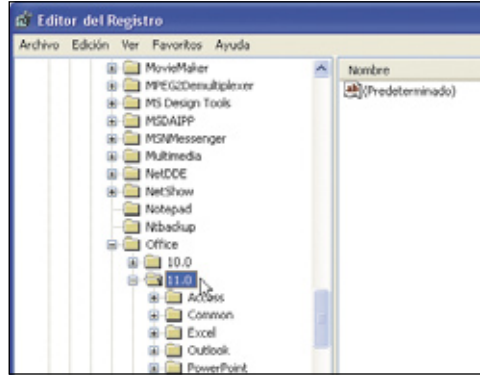 Editor del Registro
Archivo Edición Ver Favoritos Ayuda
MovieMaker
MPEG2Demultiplexer
MS Design Tools
MSDAIPP
MSNMessenger
Multimedia
NetDDE
NetShow
Notepad
Ntbackup
Office
10.0
11.0
Access
Common
Excel
Outlook
PowerPoint
Nombre
(Predeterminado)